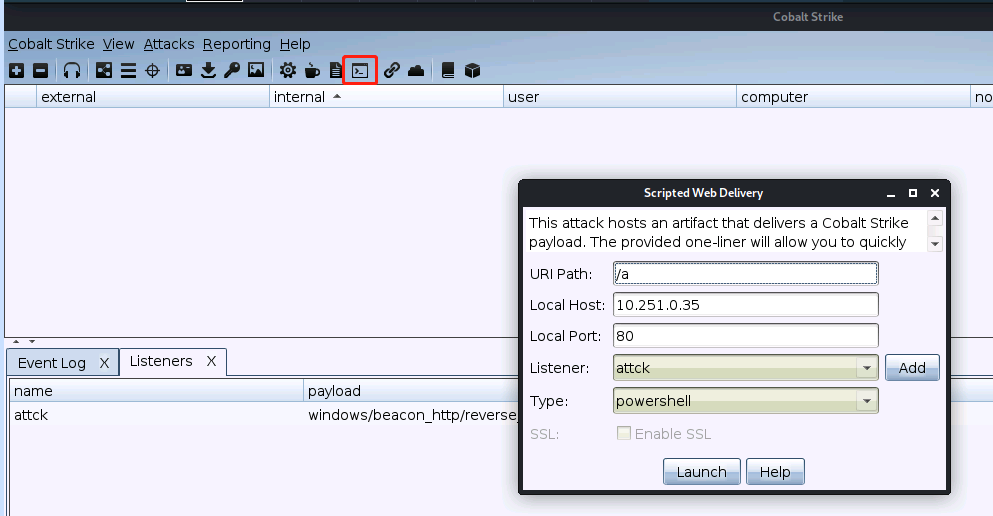 Cobalt Strike
Cobalt Strike View Attacks Reporting Help
external internal user computer no
Scripted Web Delivery
This attack hosts an artifact that delivers a Cobalt Strike
payload. The provided one-liner will allow you to quickly
URI Path: /a
Local Host: 10.251.0.35
Local Port: 80
Listener: attck Add
Type: powershell
SSL: Enable SSL
Launch Help
Event Log X Listeners X
name payload
attck windows/beacon_http/reverse_